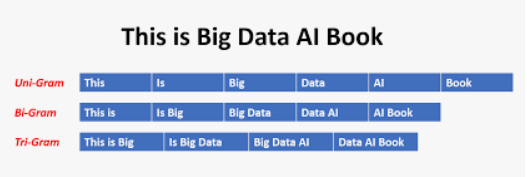 This is Big Data AI Book
Uni-Gram This Is Big Data AI Book
Bi-Gram This is Is Big Big Data Data AI AI Book
Tri-Gram This is Big Is Big Data Big Data AI Data AI Book